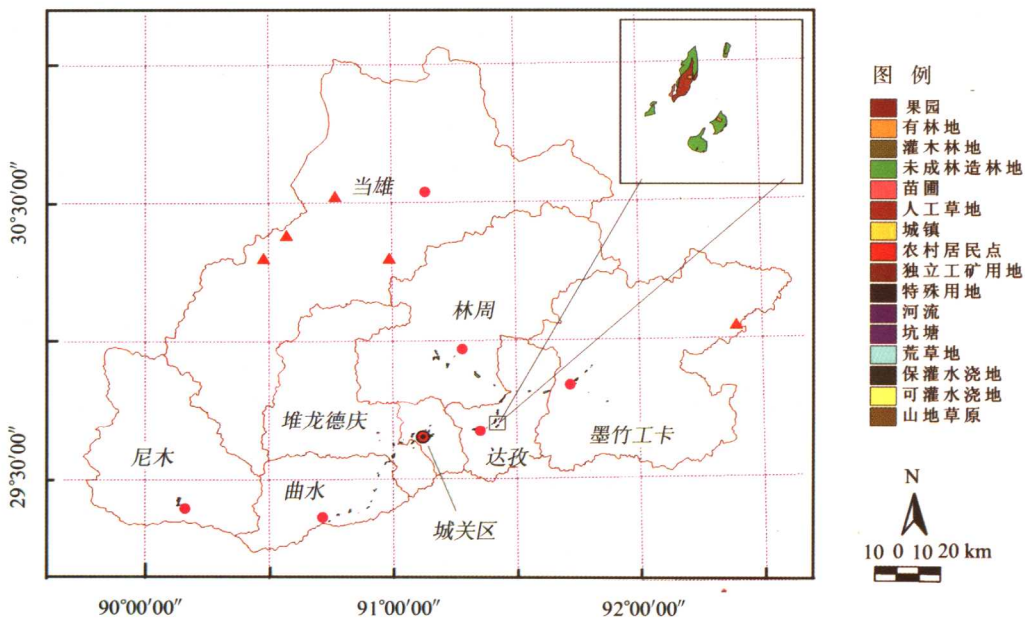 图 例
果园
有林地
灌木林地
未成林造林地
苗圃
人工草地
城镇
农村居民点
独立工矿用地
特殊用地
河流
坑塘
荒草地
保灌水浇地
可灌水浇地
山地草原
当雄
林周
堆龙德庆
尼木
曲水
达孜
墨竹工卡
城关区
30°30′00″
29°30′00″
90°00′00″
91°00′00″
92°00′00″
N
10 0 10 20 km